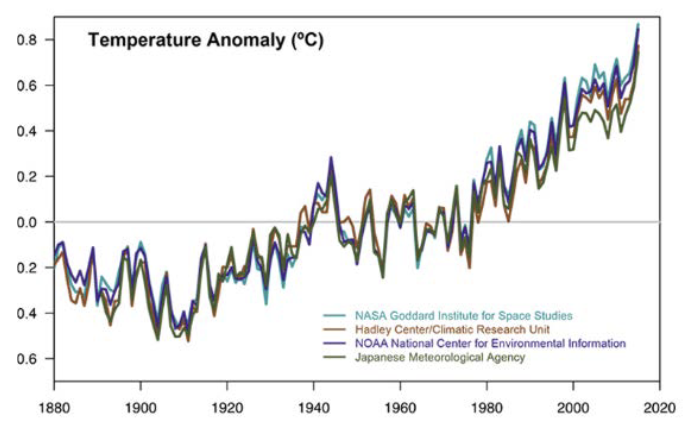 Temperature Anomaly (ºC)
0.8
0.6
0.4
0.2
0.0
0.2
0.4
0.6
NASA Goddard Institute for Space Studies
Hadley Center/Climatic Research Unit
NOAA National Center for Environmental Information
Japanese Meteorological Agency
1880 1900 1920 1940 1960 1980 2000 2020